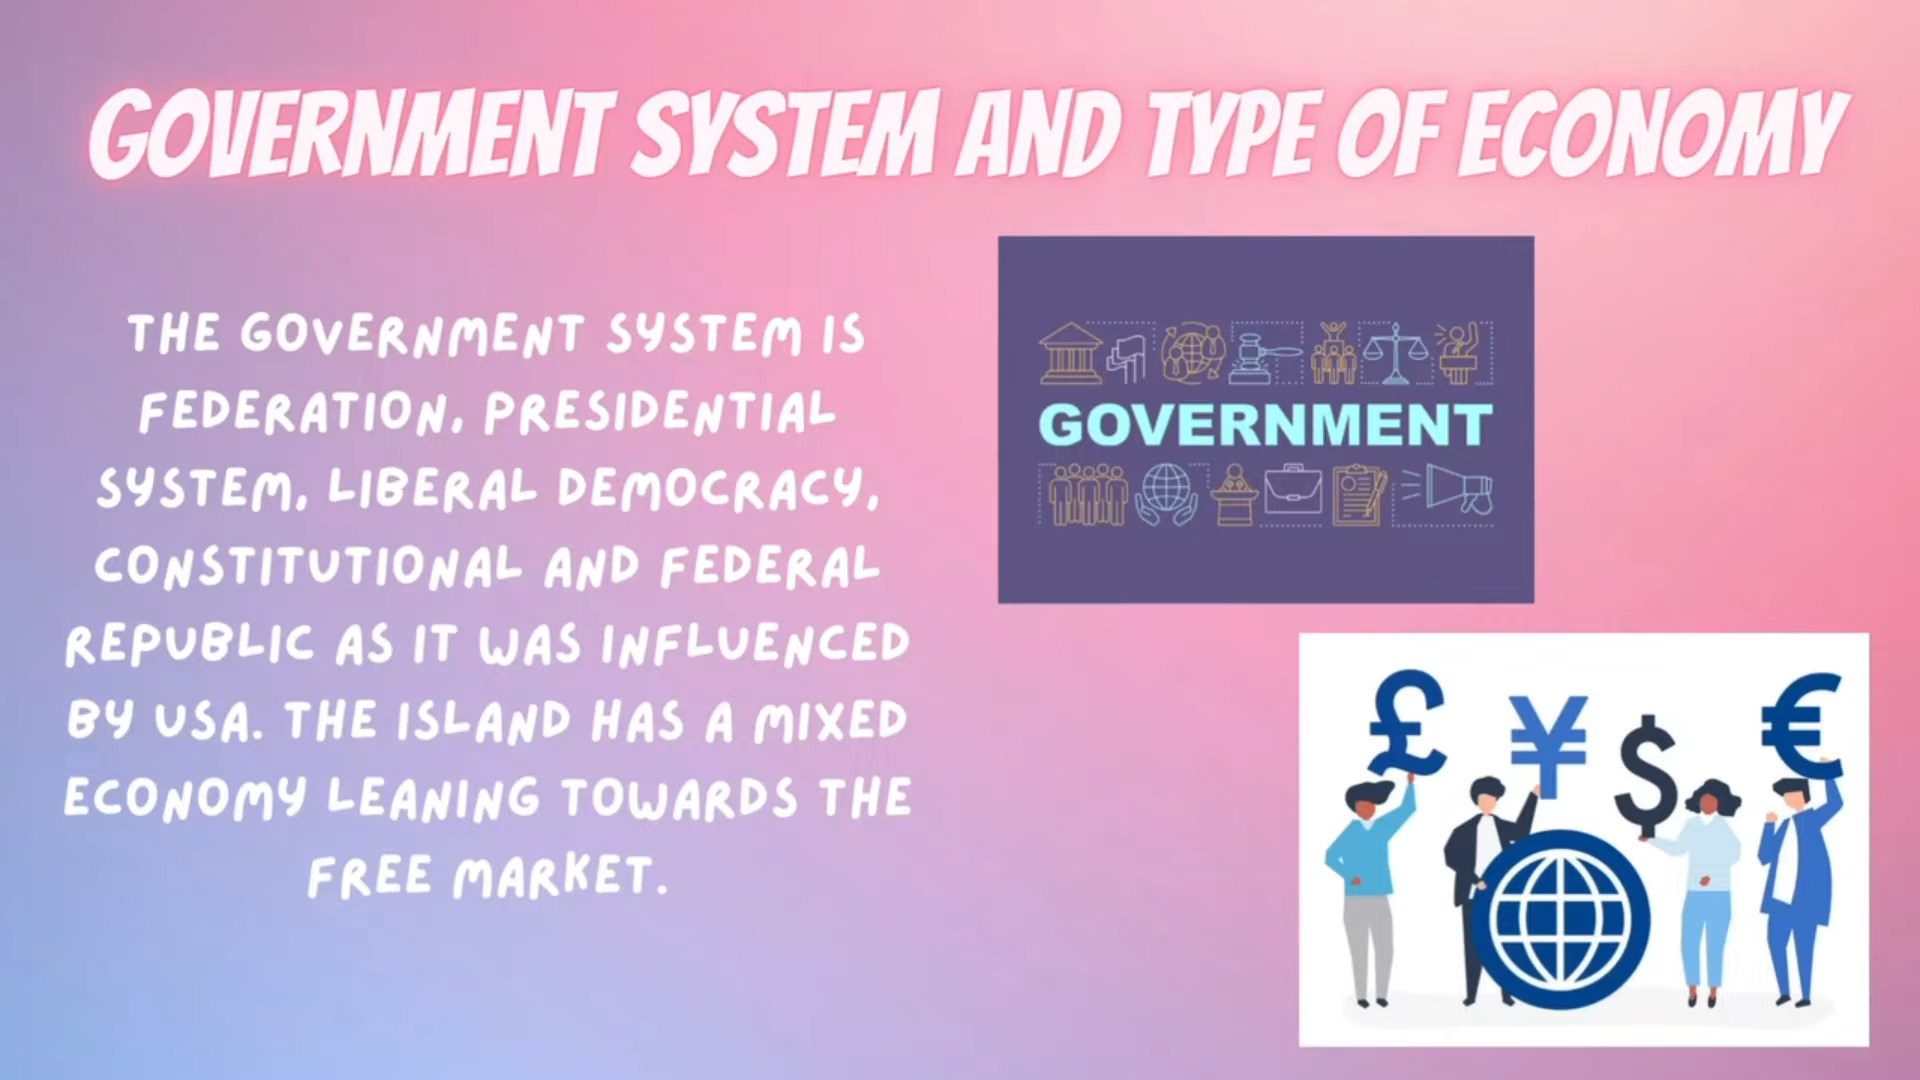 GOVERNMENT SYSTEM AND TYPE OF ECONOMY
THE GOVERNMENT SYSTEM IS
FEDERATION, PRESIDENTIAL
SYSTEM, LIBERAL DEMOCRACY,
CONSTITUTIONAL AND FEDERAL
REPUBLIC AS IT WAS INFLUENCED
BY USA. THE ISLAND HAS A MIXED
ECONOMY LEANING TOWARDS THE
FREE MARKET.
GOVERNMENT
£ ¥ $ €